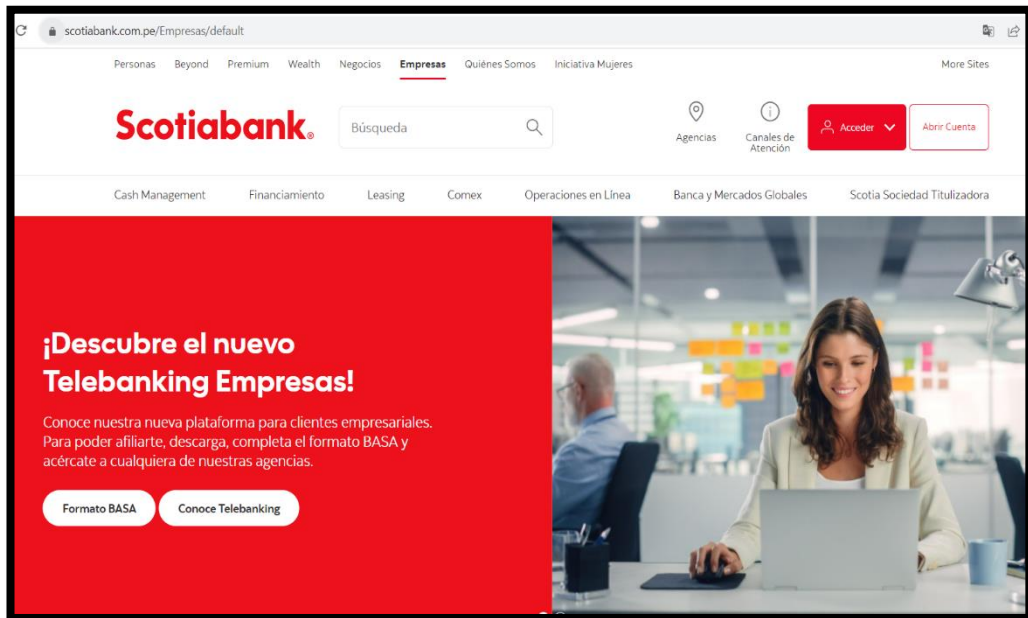 scotiabank.com.pe/Empresas/default
Personas Beyond Premium Wealth Negocios Empresas Quiénes Somos Iniciativa Mujeres More Sites
Scotiabank®
Búsqueda
Agencias
Canales de
Atención
Acceder
Abrir Cuenta
Cash Management Financiamiento Leasing Comex Operaciones en Línea Banca y Mercados Globales Scotia Sociedad Titulizadora
¡Descubre el nuevo
Telebanking Empresas!
Conoce nuestra nueva plataforma para clientes empresariales.
Para poder afiliarte, descarga, completa el formato BASA y
acércate a cualquiera de nuestras agencias.
Formato BASA Conoce Telebanking